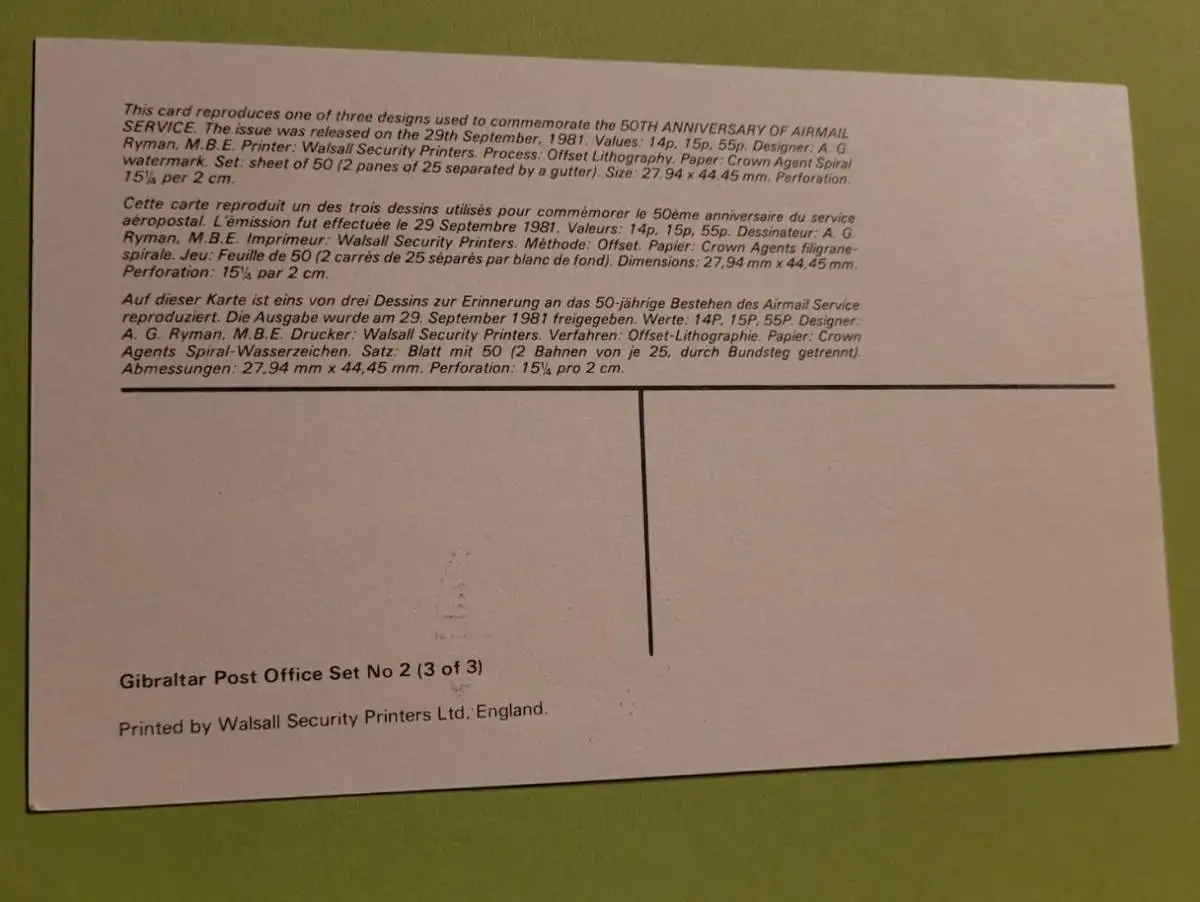 This card reproduces one of three designs used to commemorate the 50TH ANNIVERSARY OF AIRMAIL
SERVICE. The issue was released on the 29th September, 1981. Values: 14p, 15p, 55p. Designer: A. G.
Ryman, M.B.E. Printer: Walsall Security Printers. Process: Offset Lithography. Paper: Crown Agent Spiral
watermark. Set: sheet of 50 (2 panes of 25 separated by a gutter). Size: 27.94 x 44.45 mm. Perforation.
15¼ per 2 cm.
Cette carte reproduit un des trois dessins utilisés pour commémorer le 50ème anniversaire du service
aéropostal. L'émission fut effectuée le 29 Septembre 1981. Valeurs: 14p, 15p, 55p. Dessinateur: A. G.
Ryman, M.B.E. Imprimeur: Walsall Security Printers. Méthode: Offset. Papier: Crown Agents filigrane-
spirale. Jeu: Feuille de 50 (2 carrés de 25 séparés par blanc de fond). Dimensions: 27,94 mm x 44,45 mm.
Perforation: 15¼ par 2 cm.
Auf dieser Karte ist eins von drei Dessins zur Erinnerung an das 50-jährige Bestehen des Airmail Service
reproduziert. Die Ausgabe wurde am 29. September 1981 freigegeben. Werte: 14P, 15P, 55P. Designer:
A. G. Ryman, M.B.E. Drucker: Walsall Security Printers. Verfahren: Offset-Lithographie. Papier: Crown
Agents Spiral-Wasserzeichen. Satz: Blatt mit 50 (2 Bahnen von je 25, durch Bundsteg getrennt).
Abmessungen: 27,94 mm x 44,45 mm. Perforation: 15¼ pro 2 cm.
Gibraltar Post Office Set No 2 (3 of 3)
Printed by Walsall Security Printers Ltd, England.